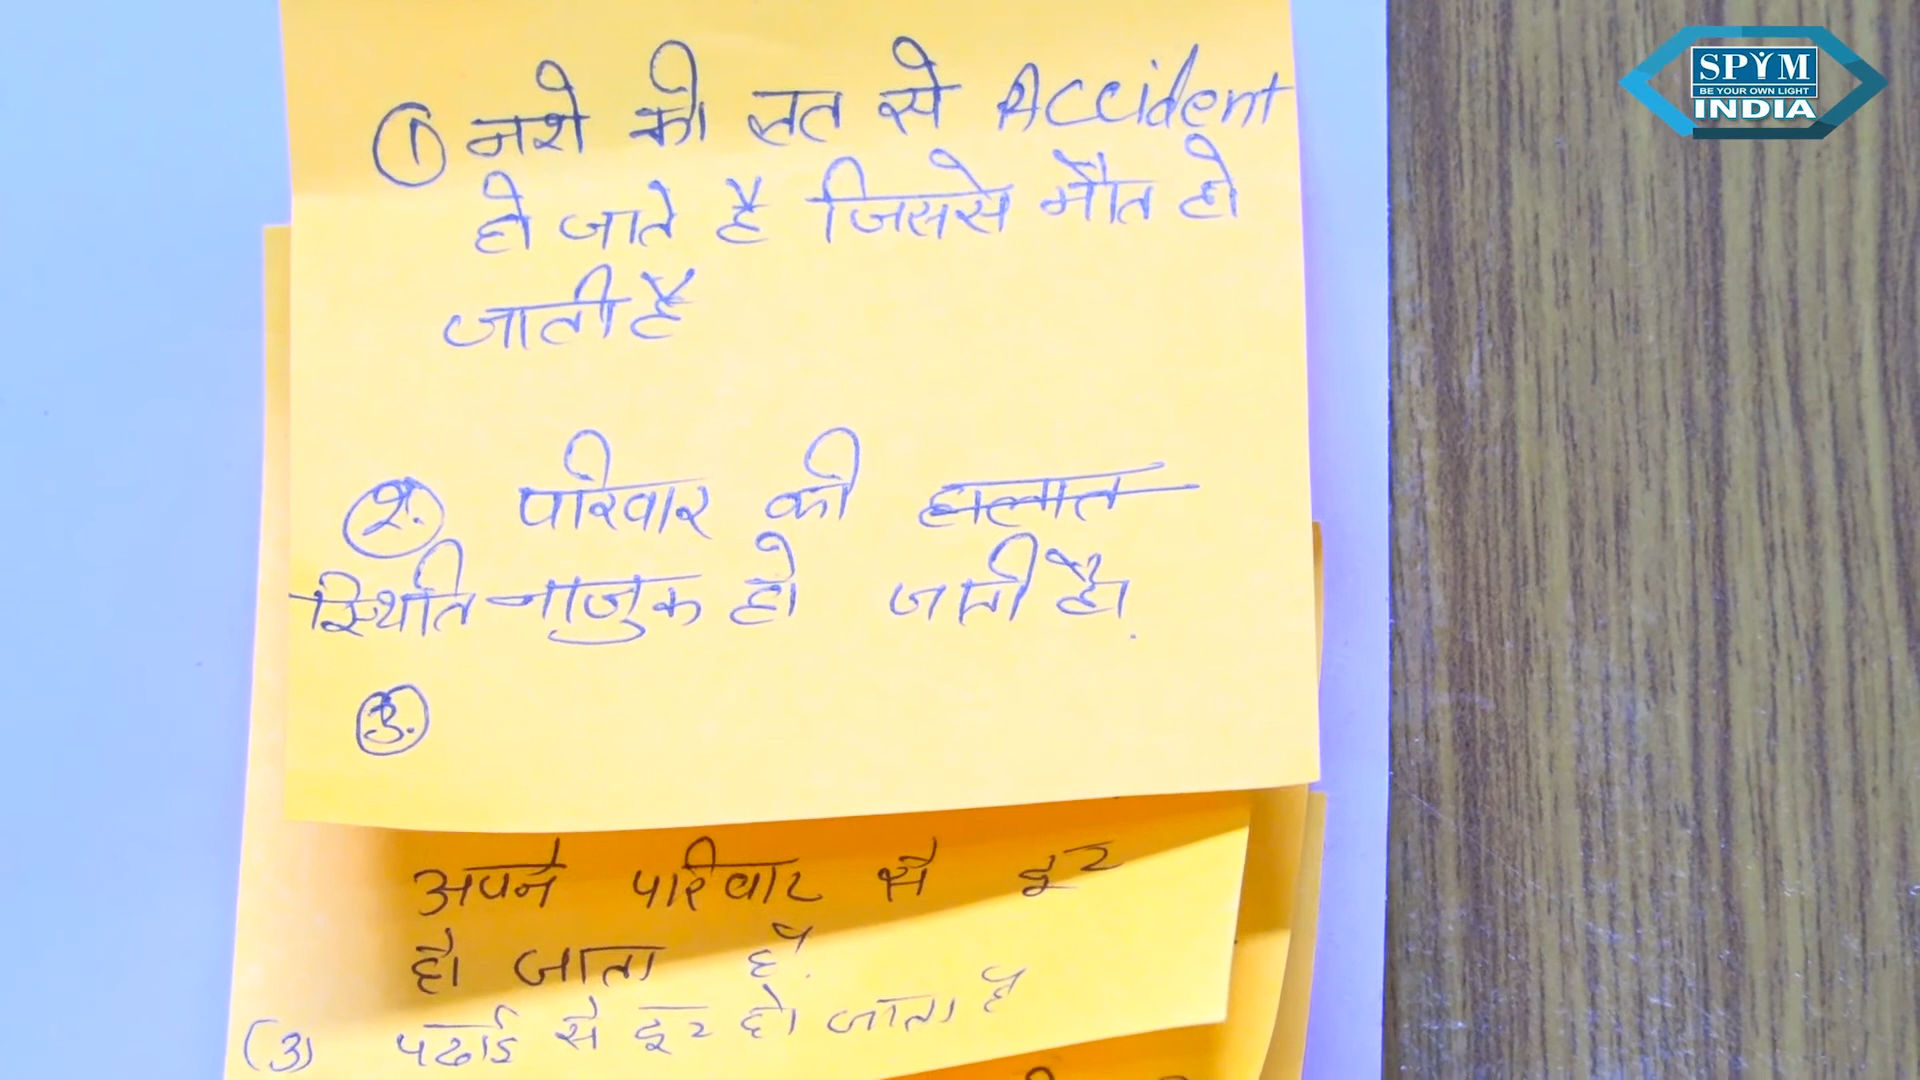 SPYM
BE YOUR OWN LIGHT
INDIA
① नशे की लत से Accident
हो जाते है जिससे मौत हो
जाती है
②. परिवार की हालात
स्थिति नाजुक हो जाती है।
③.
अपने परिवार से दूर
हो जाता है.
(3) पढाई से दूर हो जाता है